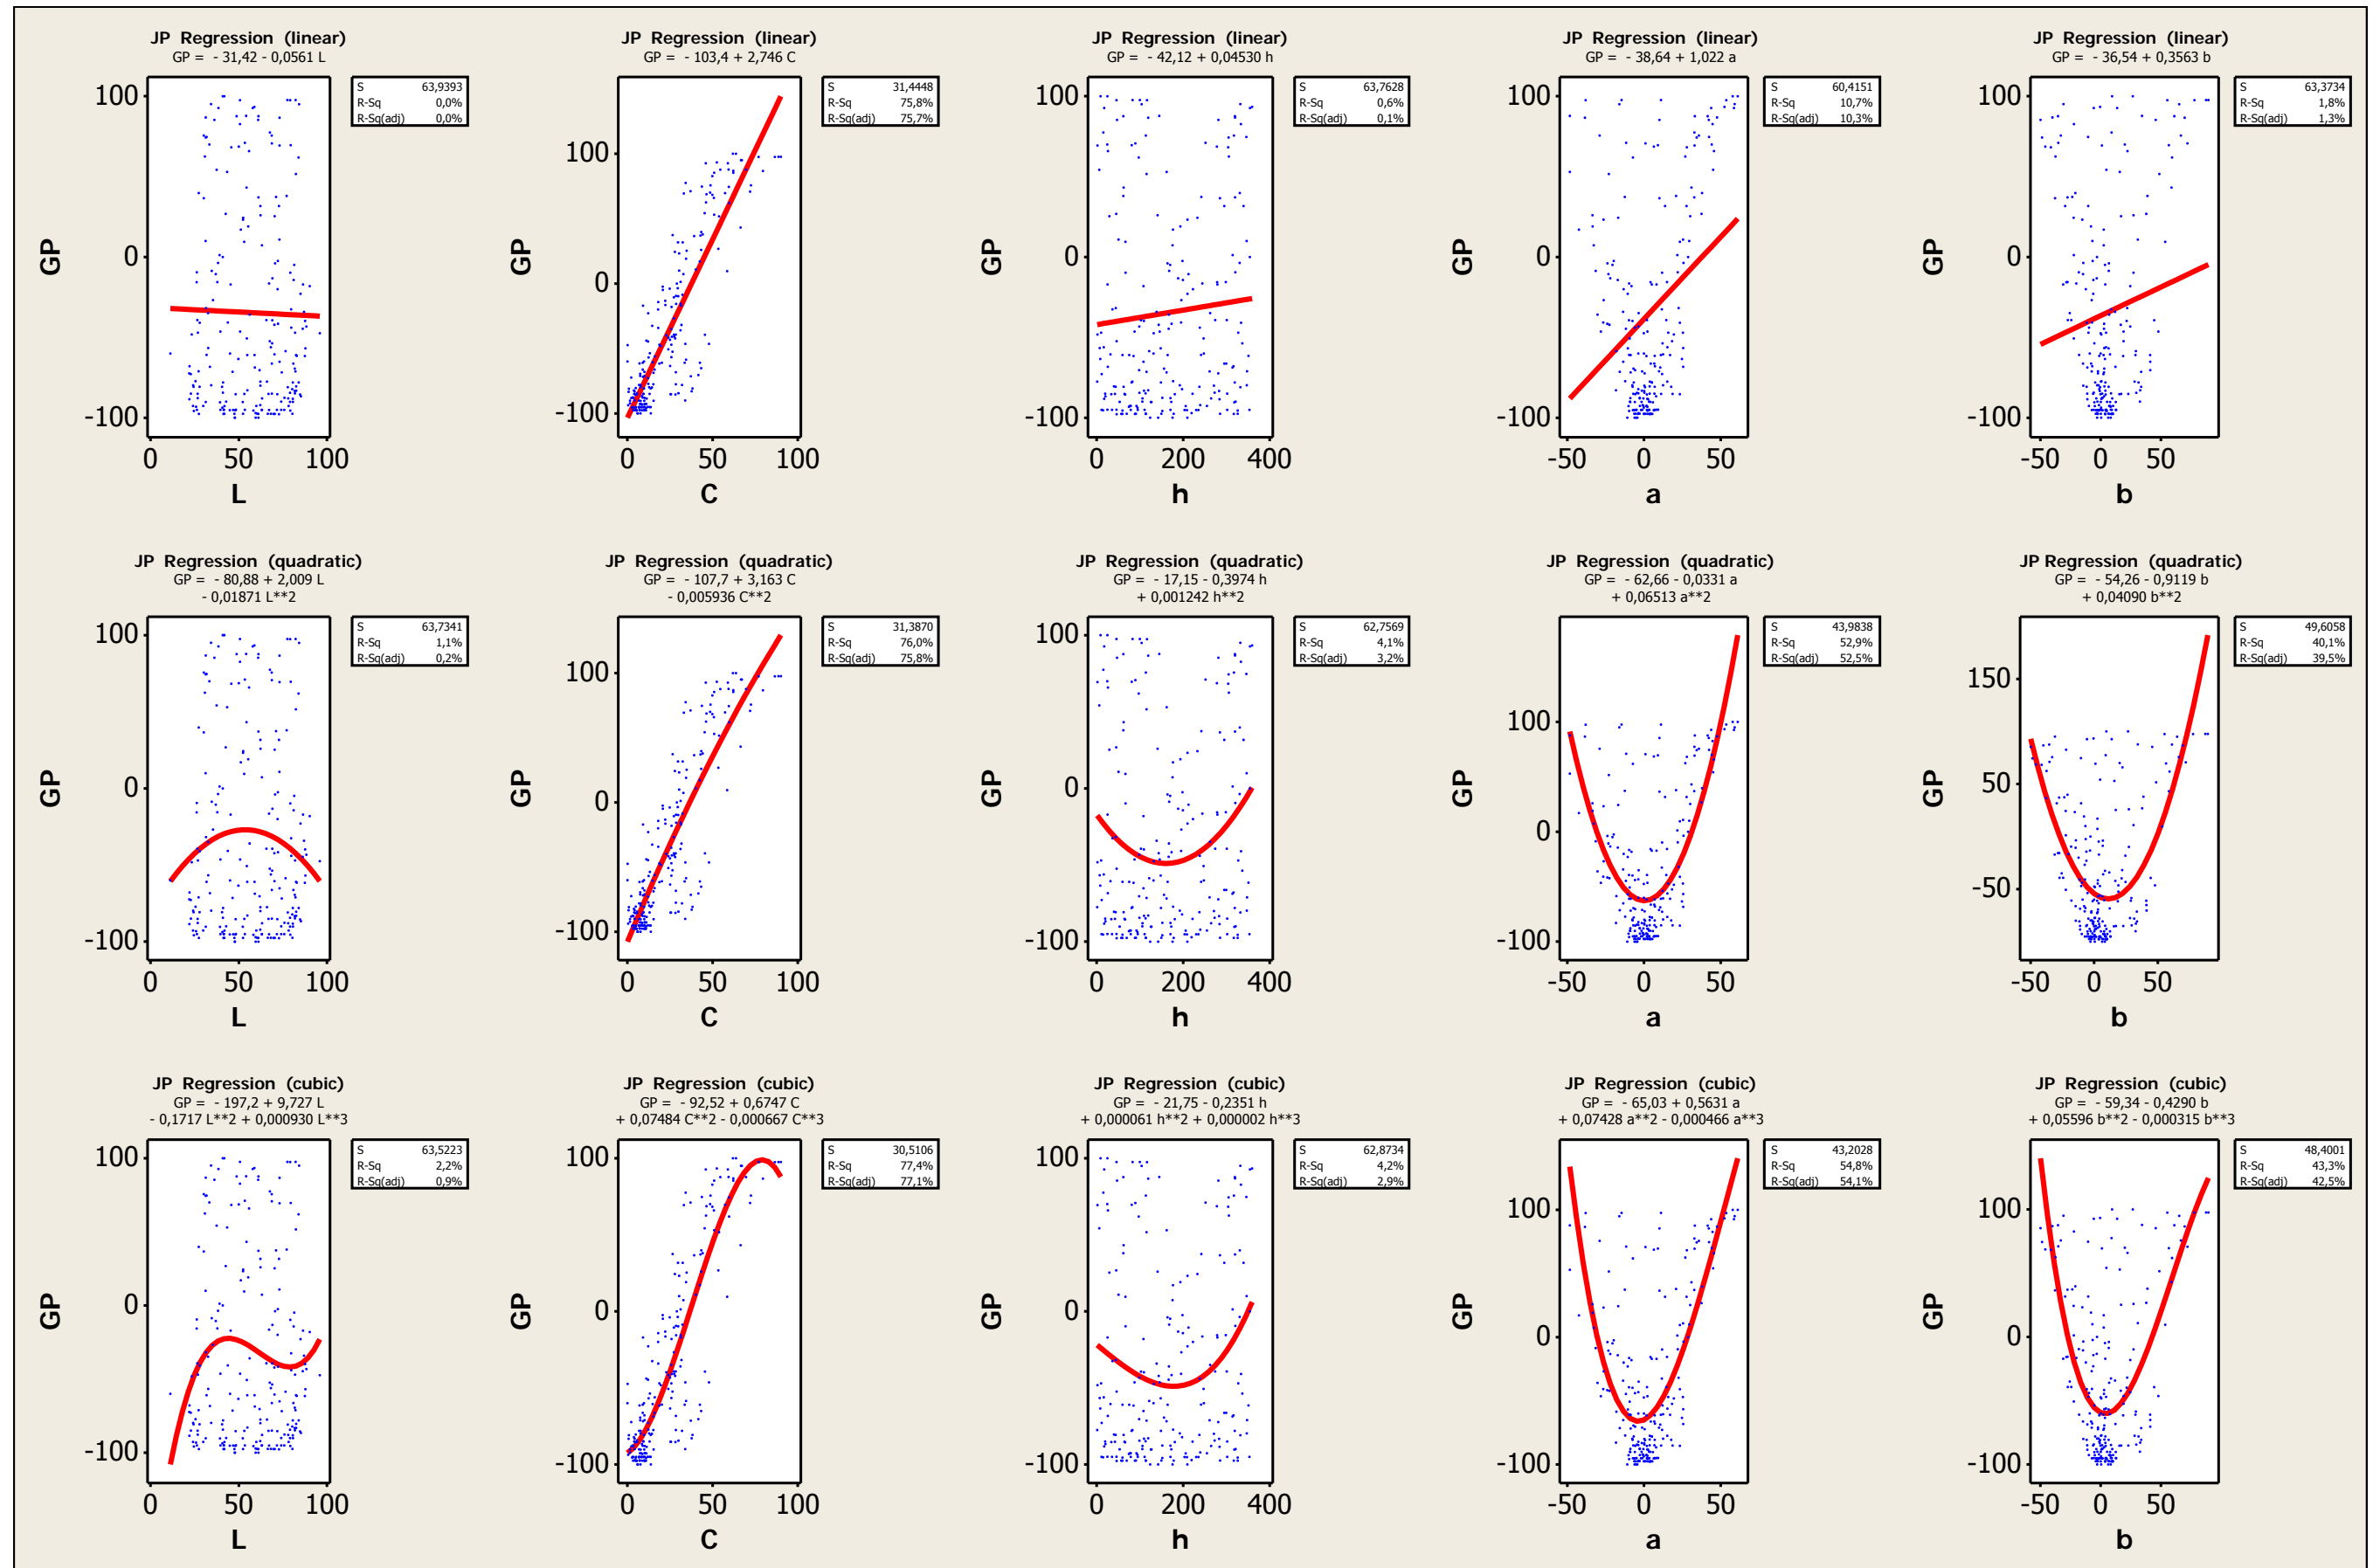 JP Regression (linear)
GP = - 31,42 - 0,0561 L
S 63,9393
R-Sq 0,0%
R-Sq(adj) 0,0%
100
0
-100
GP
0 50 100
L
JP Regression (linear)
GP = - 103,4 + 2,746 C
S 31,4448
R-Sq 75,8%
R-Sq(adj) 75,7%
100
0
-100
GP
0 50 100
C
JP Regression (linear)
GP = - 42,12 + 0,04530 h
S 63,7628
R-Sq 0,6%
R-Sq(adj) 0,1%
100
0
-100
GP
0 200 400
h
JP Regression (linear)
GP = - 38,64 + 1,022 a
S 60,4151
R-Sq 10,7%
R-Sq(adj) 10,3%
100
0
-100
GP
-50 0 50
a
JP Regression (linear)
GP = - 36,54 + 0,3563 b
S 63,3734
R-Sq 1,8%
R-Sq(adj) 1,3%
100
0
-100
GP
-50 0 50
b
JP Regression (quadratic)
GP = - 80,88 + 2,009 L
- 0,01871 L**2
S 63,7341
R-Sq 1,1%
R-Sq(adj) 0,2%
100
0
-100
GP
0 50 100
L
JP Regression (quadratic)
GP = - 107,7 + 3,163 C
- 0,005936 C**2
S 31,3870
R-Sq 76,0%
R-Sq(adj) 75,8%
100
0
-100
GP
0 50 100
C
JP Regression (quadratic)
GP = - 17,15 - 0,3974 h
+ 0,001242 h**2
S 62,7569
R-Sq 4,1%
R-Sq(adj) 3,2%
100
0
-100
GP
0 200 400
h
JP Regression (quadratic)
GP = - 62,66 - 0,0331 a
+ 0,06513 a**2
S 43,9838
R-Sq 52,9%
R-Sq(adj) 52,5%
100
0
-100
GP
-50 0 50
a
JP Regression (quadratic)
GP = - 54,26 - 0,9119 b
+ 0,04090 b**2
S 49,6058
R-Sq 40,1%
R-Sq(adj) 39,5%
150
50
-50
GP
-50 0 50
b
JP Regression (cubic)
GP = - 197,2 + 9,727 L
- 0,1717 L**2 + 0,000930 L**3
S 63,5223
R-Sq 2,2%
R-Sq(adj) 0,9%
100
0
-100
GP
0 50 100
L
JP Regression (cubic)
GP = - 92,52 + 0,6747 C
+ 0,07484 C**2 - 0,000667 C**3
S 30,5106
R-Sq 77,4%
R-Sq(adj) 77,1%
100
0
-100
GP
0 50 100
C
JP Regression (cubic)
GP = - 21,75 - 0,2351 h
+ 0,000061 h**2 + 0,000002 h**3
S 62,8734
R-Sq 4,2%
R-Sq(adj) 2,9%
100
0
-100
GP
0 200 400
h
JP Regression (cubic)
GP = - 65,03 + 0,5631 a
+ 0,07428 a**2 - 0,000466 a**3
S 43,2028
R-Sq 54,8%
R-Sq(adj) 54,1%
100
0
-100
GP
-50 0 50
a
JP Regression (cubic)
GP = - 59,34 - 0,4290 b
+ 0,05596 b**2 - 0,000315 b**3
S 48,4001
R-Sq 43,3%
R-Sq(adj) 42,5%
100
0
-100
GP
-50 0 50
b